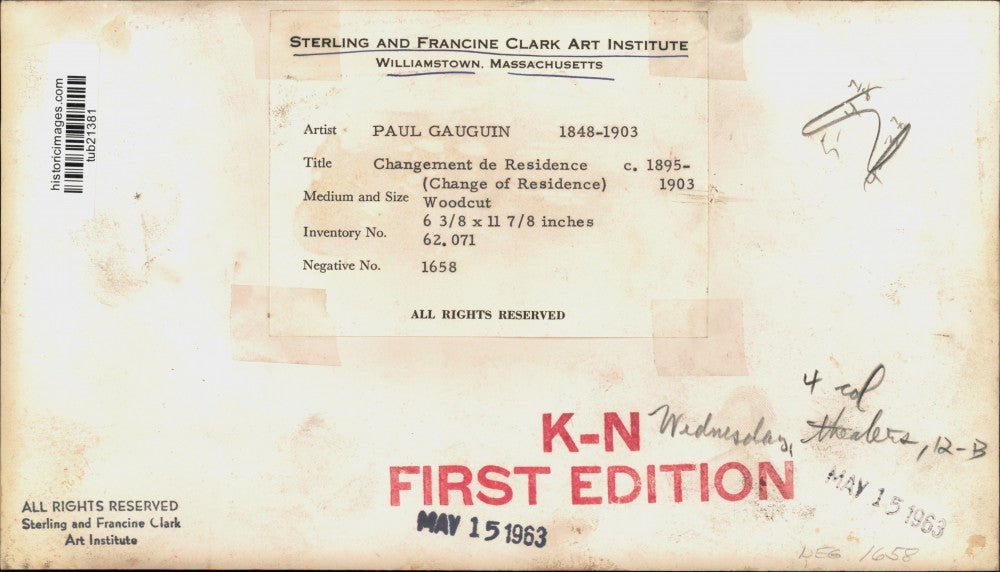 STERLING AND FRANCINE CLARK ART INSTITUTE
WILLIAMSTOWN, MASSACHUSETTS
historicimages.com
tub21381
Artist PAUL GAUGUIN 1848-1903
Title Changement de Residence c. 1895-
(Change of Residence) 1903
Medium and Size Woodcut
6 3/8 x 11 7/8 inches
Inventory No. 62.071
Negative No. 1658
ALL RIGHTS RESERVED
4 col
K-N Wednesday, theaters, 12-B
FIRST EDITION
MAY 15 1963
MAY 15 1963
ALL RIGHTS RESERVED
Sterling and Francine Clark
Art Institute
NEG. 1658